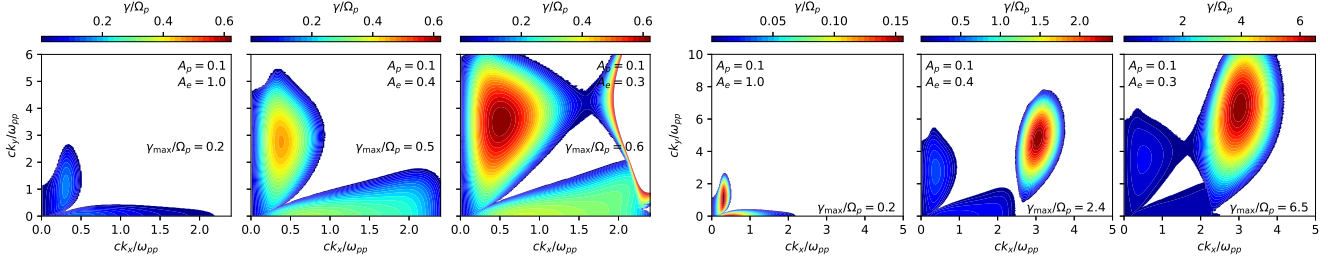 γ/Ω_p
0.2 0.4 0.6
A_p = 0.1
A_e = 1.0
γ_max/Ω_p = 0.2
ck_y/ω_pp
0 1 2 3 4 5 6
0.0 0.5 1.0 1.5 2.0
ck_x/ω_pp
γ/Ω_p
0.2 0.4 0.6
A_p = 0.1
A_e = 0.4
γ_max/Ω_p = 0.5
0.0 0.5 1.0 1.5 2.0
ck_x/ω_pp
γ/Ω_p
0.2 0.4 0.6
A_p = 0.1
A_e = 0.3
γ_max/Ω_p = 0.6
0.0 0.5 1.0 1.5 2.0
ck_x/ω_pp
γ/Ω_p
0.05 0.10 0.15
A_p = 0.1
A_e = 1.0
γ_max/Ω_p = 0.2
ck_y/ω_pp
0 2 4 6 8 10
0 1 2 3 4 5
ck_x/ω_pp
γ/Ω_p
0.5 1.0 1.5 2.0
A_p = 0.1
A_e = 0.4
γ_max/Ω_p = 2.4
0 1 2 3 4 5
ck_x/ω_pp
γ/Ω_p
2 4 6
A_p = 0.1
A_e = 0.3
γ_max/Ω_p = 6.5
0 1 2 3 4 5
ck_x/ω_pp